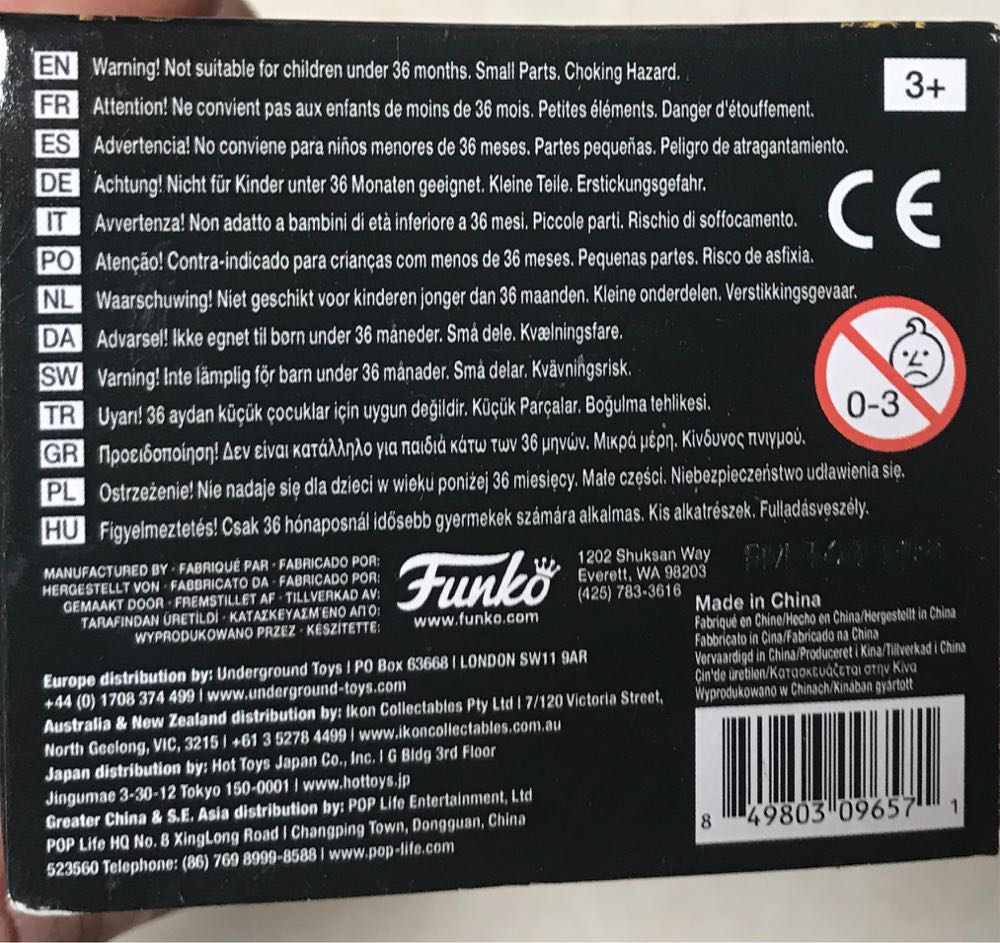 EN Warning! Not suitable for children under 36 months. Small Parts. Choking Hazard.
3+
FR Attention! Ne convient pas aux enfants de moins de 36 mois. Petites éléments. Danger d'étouffement.
ES Advertencia! No conviene para niños menores de 36 meses. Partes pequeñas. Peligro de atragantamiento.
DE Achtung! Nicht für Kinder unter 36 Monaten geeignet. Kleine Teile. Erstickungsgefahr.
IT Avvertenza! Non adatto a bambini di età inferiore a 36 mesi. Piccole parti. Rischio di soffocamento.
CE
PO Atenção! Contra-indicado para crianças com menos de 36 meses. Pequenas partes. Risco de asfixia.
NL Waarschuwing! Niet geschikt voor kinderen jonger dan 36 maanden. Kleine onderdelen. Verstikkingsgevaar.
DA Advarsel! Ikke egnet til born under 36 måneder. Små dele. Kvælningsfare.
SW Varning! Inte lämplig för barn under 36 månader. Små delar. Kvävningsrisk.
TR Uyarı! 36 aydan küçük çocuklar için uygun değildir. Küçük Parçalar. Boğulma tehlikesi.
0-3
GR Προειδοποίηση! Δεν είναι κατάλληλο για παιδιά κάτω των 36 μηνών. Μικρά μέρη. Κίνδυνος πνιγμού.
PL Ostrzeżenie! Nie nadaje się dla dzieci w wieku poniżej 36 miesięcy. Małe części. Niebezpieczeństwo udławienia się.
HU Figyelmeztetés! Csak 36 hónaposnál idősebb gyermekek számára alkalmas. Kis alkatrészek. Fulladásveszély.
MANUFACTURED BY · FABRIQUÉ PAR · FABRICADO POR:
HERGESTELLT VON · FABBRICATO DA · FABRICADO POR:
GEMAAKT DOOR · FREMSTILLET AF · TILLVERKAD AV:
TARAFINDAN ÜRETİLDİ · ΚΑΤΑΣΚΕΥΑΣΜΈΝΟ ΑΠΌ:
WYPRODUKOWANO PRZEZ · KÉSZÍTETTE:
Funko
www.funko.com
1202 Shuksan Way
Everett, WA 98203
(425) 783-3616
Made in China
Fabriqué en Chine/Hecho en China/Hergestellt in China
Fabbricato in Cina/Fabricado na China
Vervaardigd in China/Produceret i Kina/Tillverkad i China
Çin'de üretilen/Κατασκευάζεται στην Κίνα
Wyprodukowano w Chinach/Kínában gyártott
Europe distribution by: Underground Toys | PO Box 63668 | LONDON SW11 9AR
+44 (0) 1708 374 499 | www.underground-toys.com
Australia & New Zealand distribution by: Ikon Collectables Pty Ltd | 7/120 Victoria Street,
North Geelong, VIC, 3215 | +61 3 5278 4499 | www.ikoncollectables.com.au
Japan distribution by: Hot Toys Japan Co., Inc. | G Bldg 3rd Floor
Jingumae 3-30-12 Tokyo 150-0001 | www.hottoys.jp
Greater China & S.E. Asia distribution by: POP Life Entertainment, Ltd
POP Life HQ No. 8 XingLong Road | Changping Town, Dongguan, China
523560 Telephone: (86) 769 8999-8588 | www.pop-life.com
8 49803 09657 1